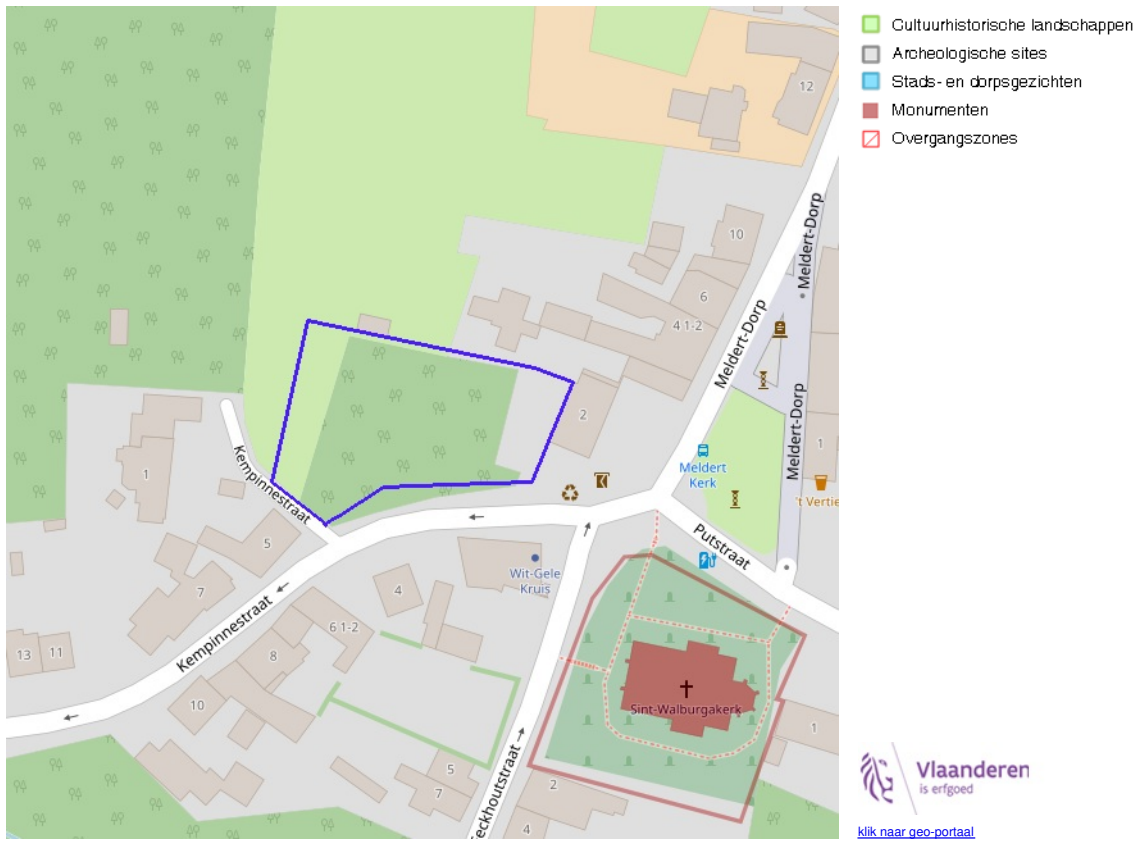 Cultuurhistorische landschappen
Archeologische sites
Stads- en dorpsgezichten
Monumenten
Overgangszones
12
10
6
4 1-2
Meldert-Dorp
Meldert-Dorp
Meldert-Dorp
2
1
1
Meldert
Kerk
't Vertie
Kempinnestraat
5
7
Putstraat
Wit-Gele
Kruis
4
6 1-2
Kempinnestraat
13
11
8
10
Sint-Walburgakerk
1
5
7
2
4
eeckhoutstraat
Vlaanderen
is erfgoed
klik naar geo-portaal